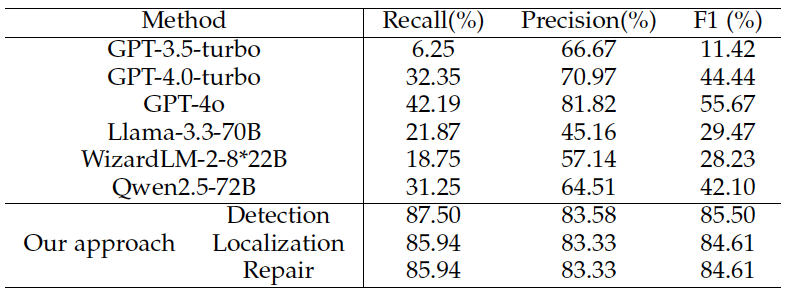 Method Recall(%) Precision(%) F1 (%)
GPT-3.5-turbo 6.25 66.67 11.42
GPT-4.0-turbo 32.35 70.97 44.44
GPT-4o 42.19 81.82 55.67
Llama-3.3-70B 21.87 45.16 29.47
WizardLM-2-8*22B 18.75 57.14 28.23
Qwen2.5-72B 31.25 64.51 42.10
Detection 87.50 83.58 85.50
Our approach Localization 85.94 83.33 84.61
Repair 85.94 83.33 84.61